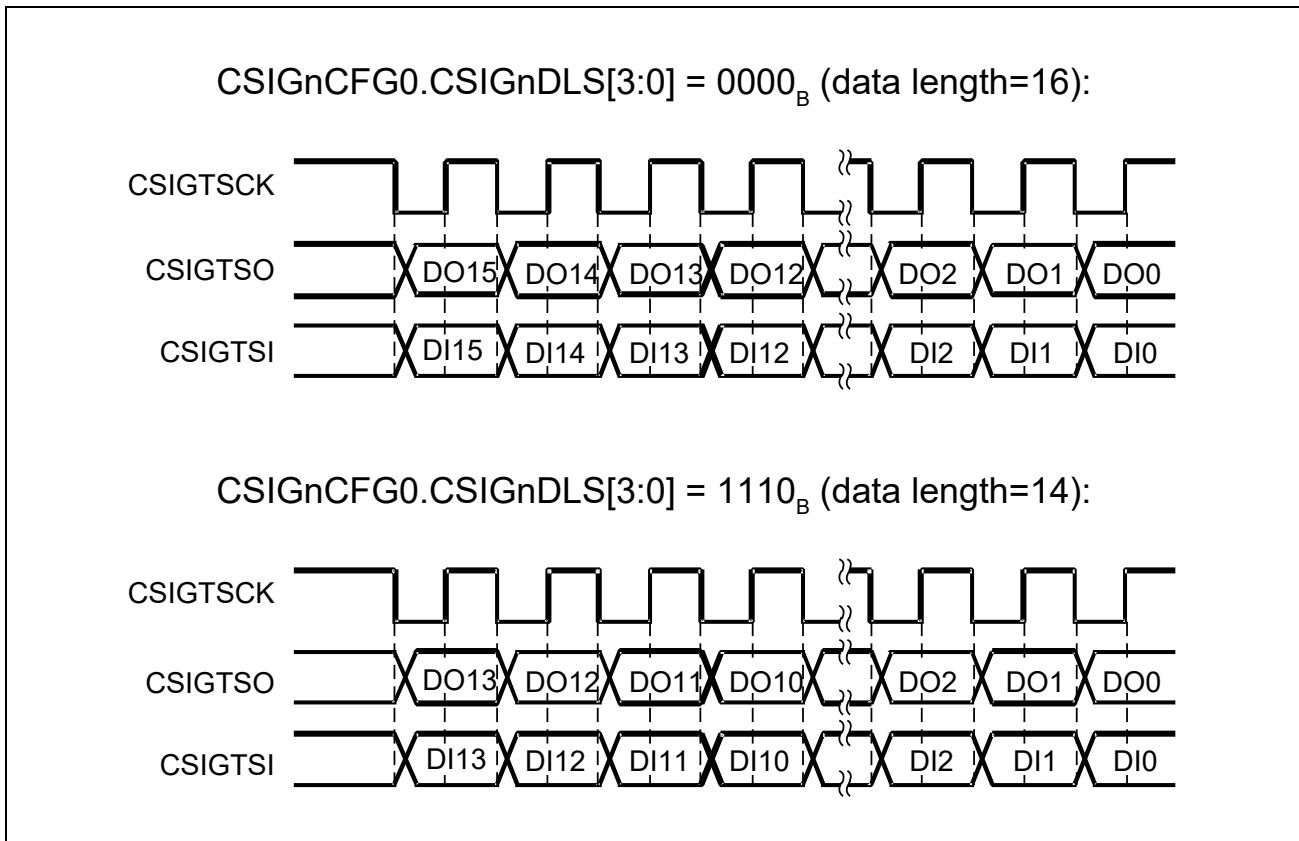 CSIGnCFG0.CSIGnDLS[3:0] = 0000B (data length=16):
CSIGTSCK
CSIGTSO DO15 DO14 DO13 DO12 DO2 DO1 DO0
CSIGTSI DI15 DI14 DI13 DI12 DI2 DI1 DI0
CSIGnCFG0.CSIGnDLS[3:0] = 1110B (data length=14):
CSIGTSCK
CSIGTSO DO13 DO12 DO11 DO10 DO2 DO1 DO0
CSIGTSI DI13 DI12 DI11 DI10 DI2 DI1 DI0